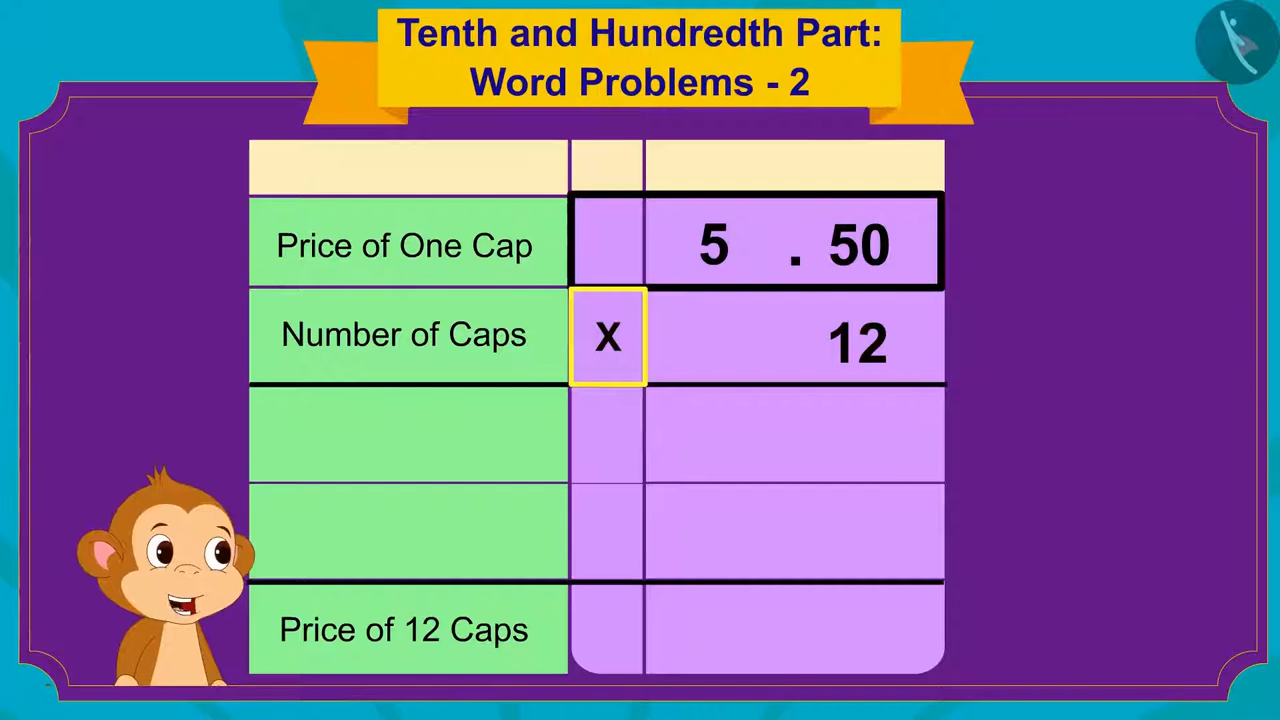 Tenth and Hundredth Part:
Word Problems - 2
Price of One Cap 5 . 50
Number of Caps X 12
Price of 12 Caps